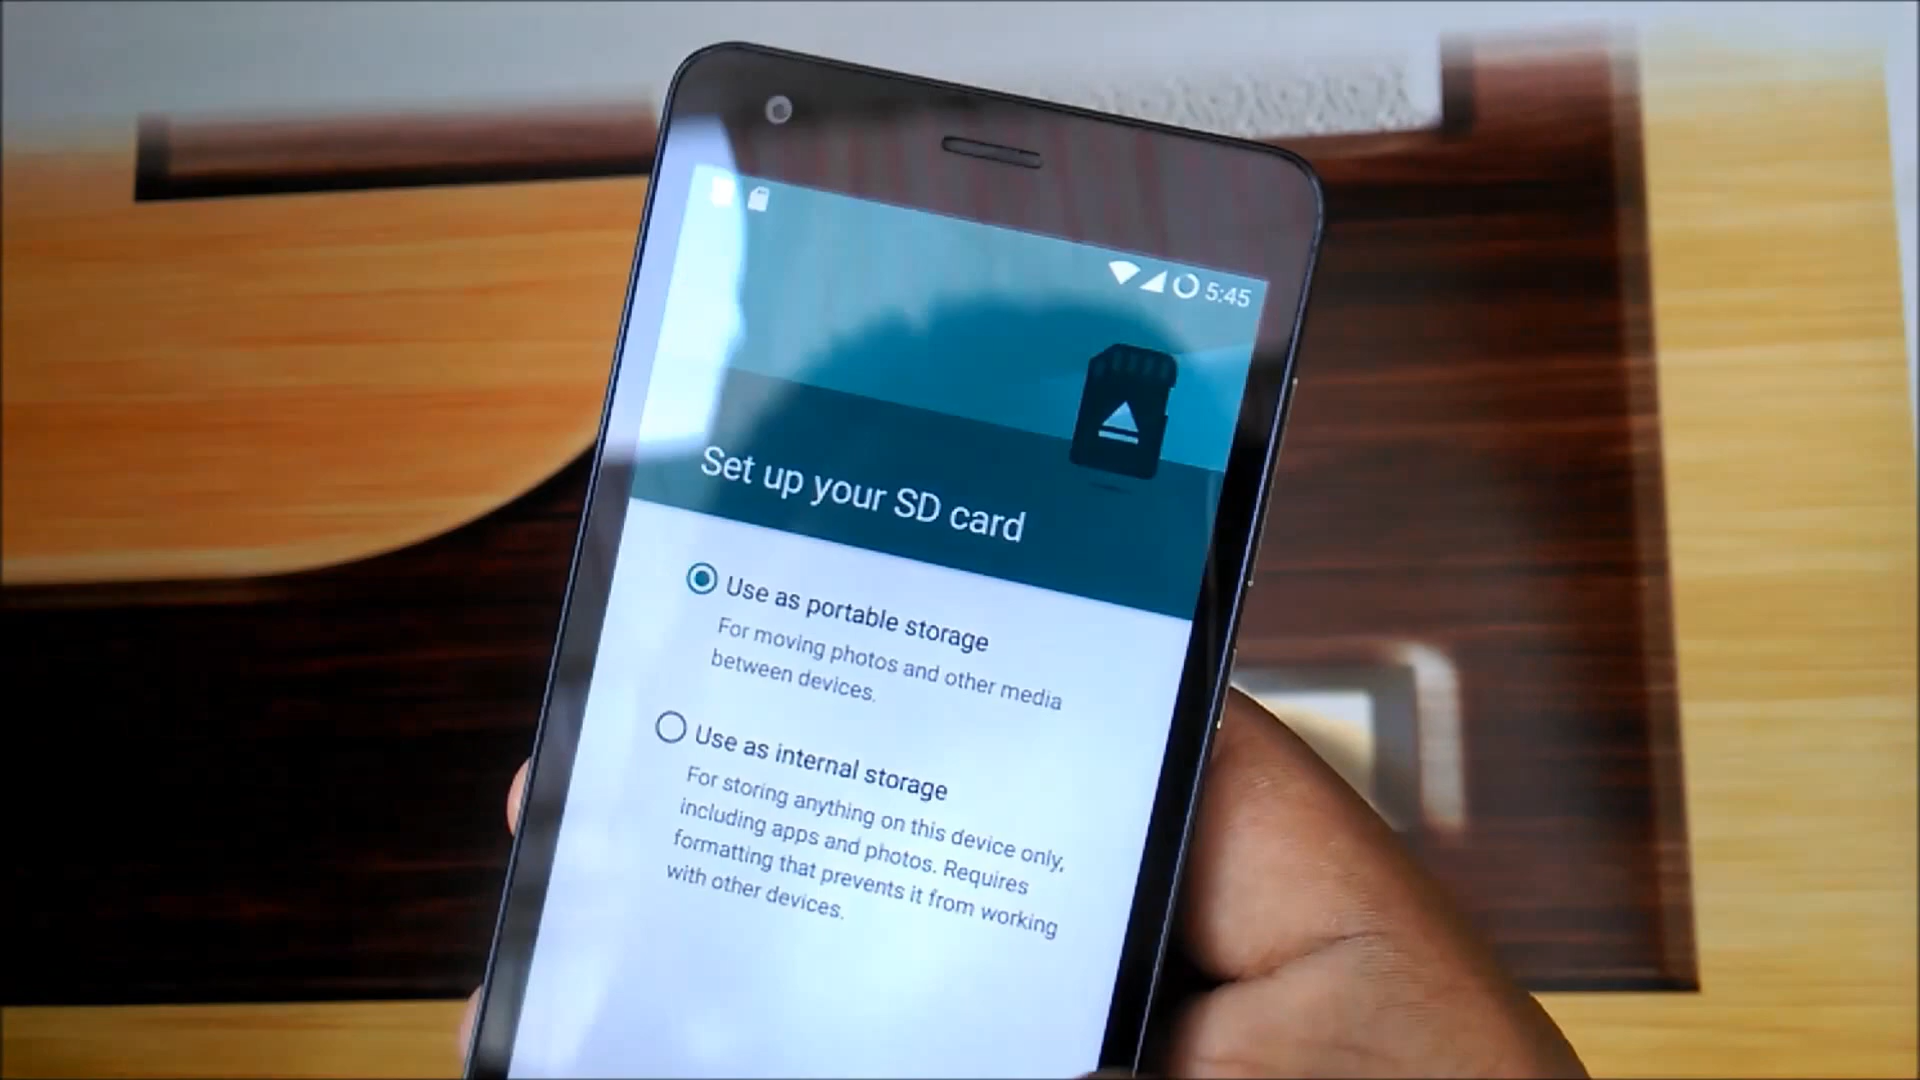 5:45
Set up your SD card
Use as portable storage
For moving photos and other media
between devices.
Use as internal storage
For storing anything on this device only,
including apps and photos. Requires
formatting that prevents it from working
with other devices.